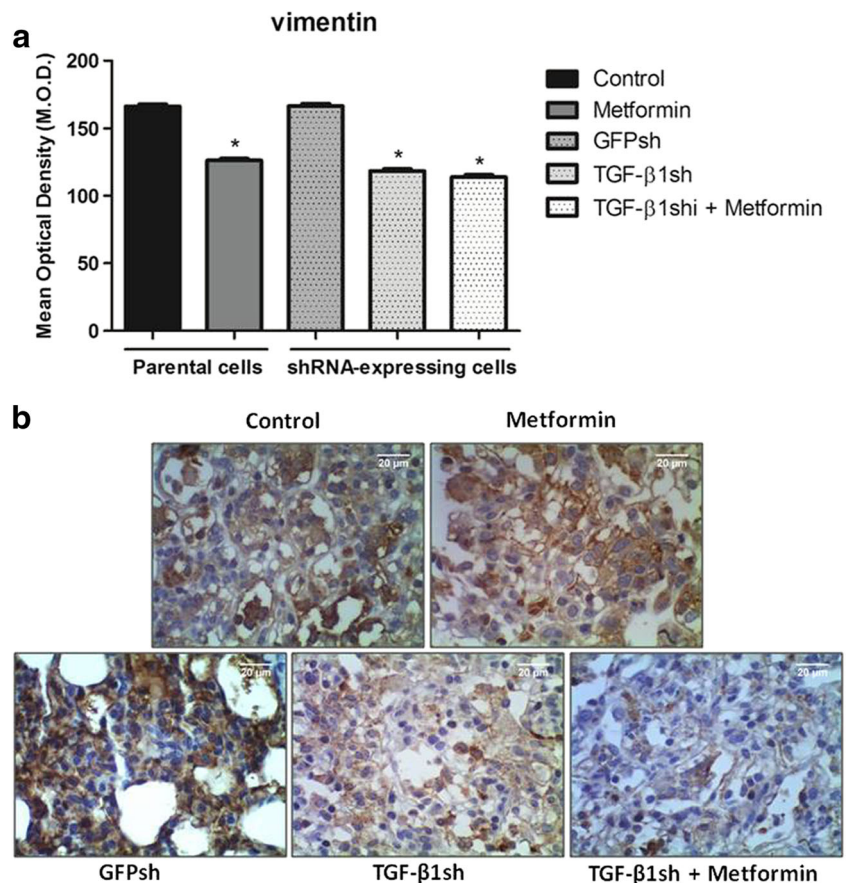 a
vimentin
Mean Optical Density (M.O.D.)
200
150
100
50
0
*
*
*
Parental cells
shRNA-expressing cells
Control
Metformin
GFPsh
TGF-β1sh
TGF-β1shi + Metformin
b
Control
Metformin
20 µm
20 µm
20 µm
20 µm
20 µm
GFPsh
TGF-β1sh
TGF-β1sh + Metformin